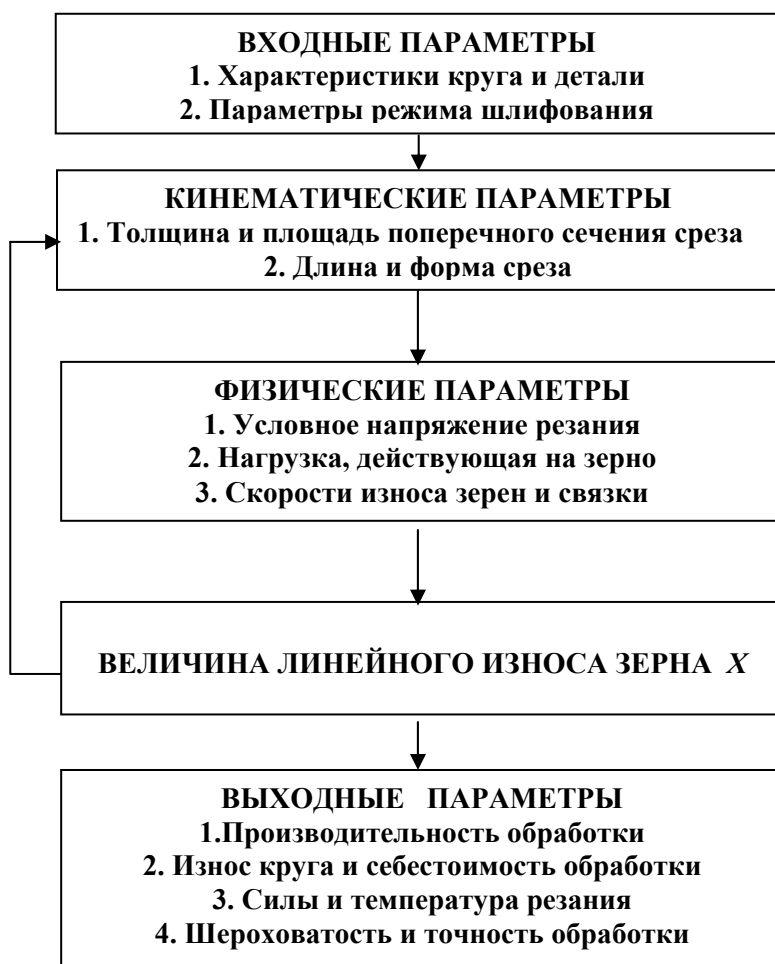 ВХОДНЫЕ ПАРАМЕТРЫ
1. Характеристики круга и детали
2. Параметры режима шлифования
КИНЕМАТИЧЕСКИЕ ПАРАМЕТРЫ
1. Толщина и площадь поперечного сечения среза
2. Длина и форма среза
ФИЗИЧЕСКИЕ ПАРАМЕТРЫ
1. Условное напряжение резания
2. Нагрузка, действующая на зерно
3. Скорости износа зерен и связки
ВЕЛИЧИНА ЛИНЕЙНОГО ИЗНОСА ЗЕРНА X
ВЫХОДНЫЕ ПАРАМЕТРЫ
1.Производительность обработки
2. Износ круга и себестоимость обработки
3. Силы и температура резания
4. Шероховатость и точность обработки